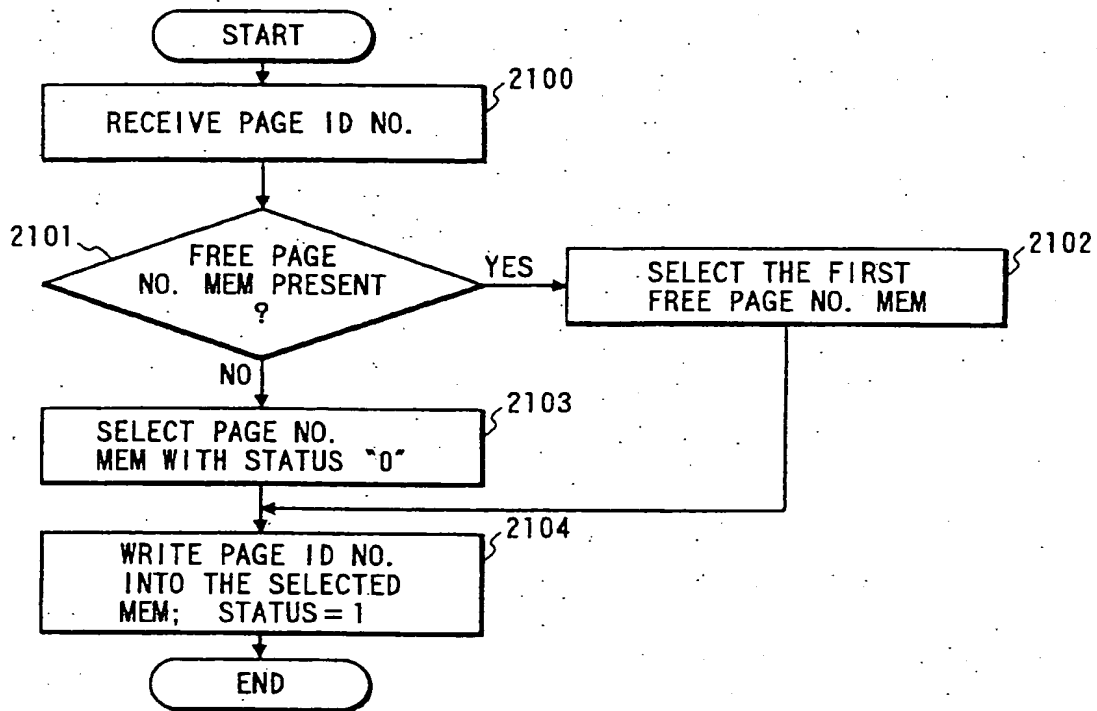 START
2100
RECEIVE PAGE ID NO.
2101
FREE PAGE
NO. MEM PRESENT
?
YES
2102
SELECT THE FIRST
FREE PAGE NO. MEM
NO
2103
SELECT PAGE NO.
MEM WITH STATUS "0"
2104
WRITE PAGE ID NO.
INTO THE SELECTED
MEM; STATUS = 1
END